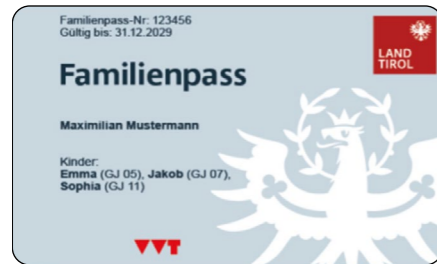 Familienpass-Nr: 123456
Gültig bis: 31.12.2029
LAND
TIROL
Familienpass
Maximilian Mustermann
Kinder:
Emma (GJ 05), Jakob (GJ 07),
Sophia (GJ 11)
VVT